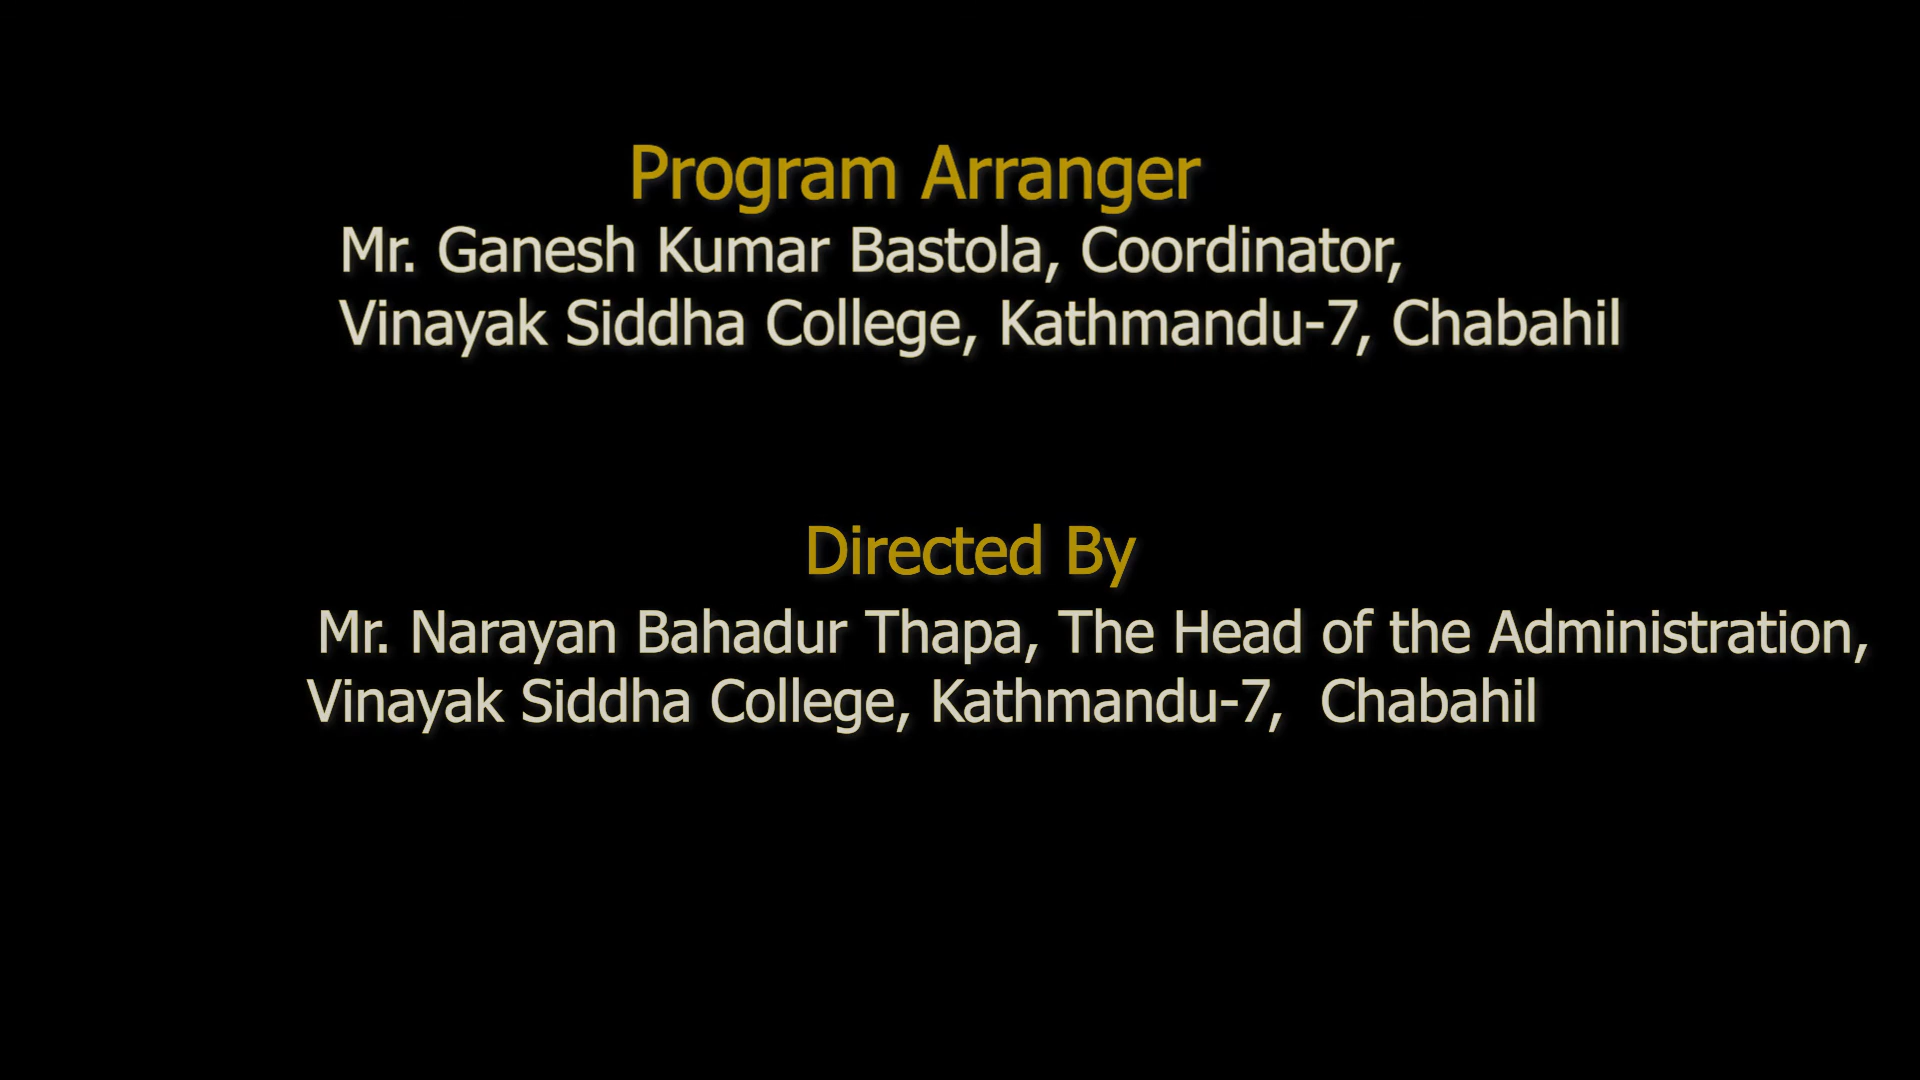 Program Arranger
Mr. Ganesh Kumar Bastola, Coordinator,
Vinayak Siddha College, Kathmandu-7, Chabahil
Directed By
Mr. Narayan Bahadur Thapa, The Head of the Administration,
Vinayak Siddha College, Kathmandu-7,  Chabahil